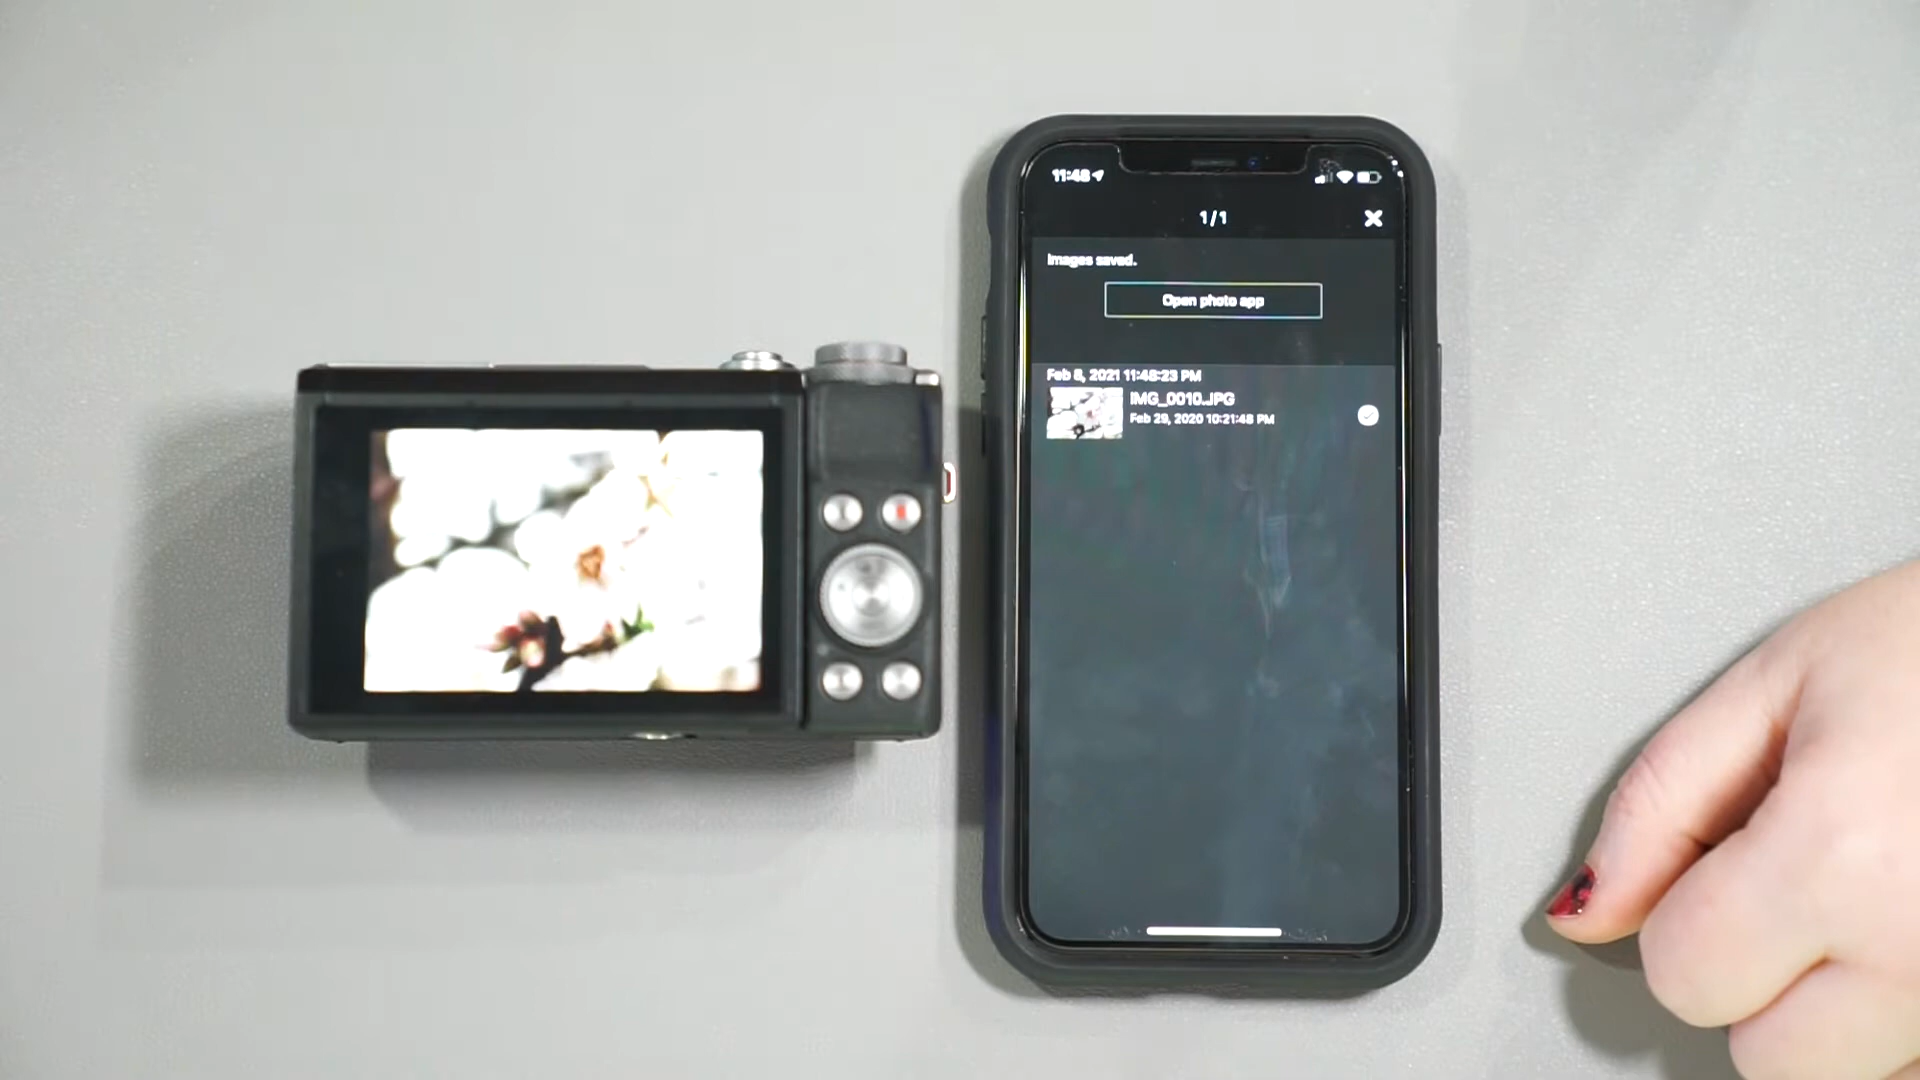 11:48
1/1
Images saved.
Open photo app
Feb 8, 2021 11:48:23 PM
IMG_0010.JPG
Feb 29, 2020 10:21:48 PM